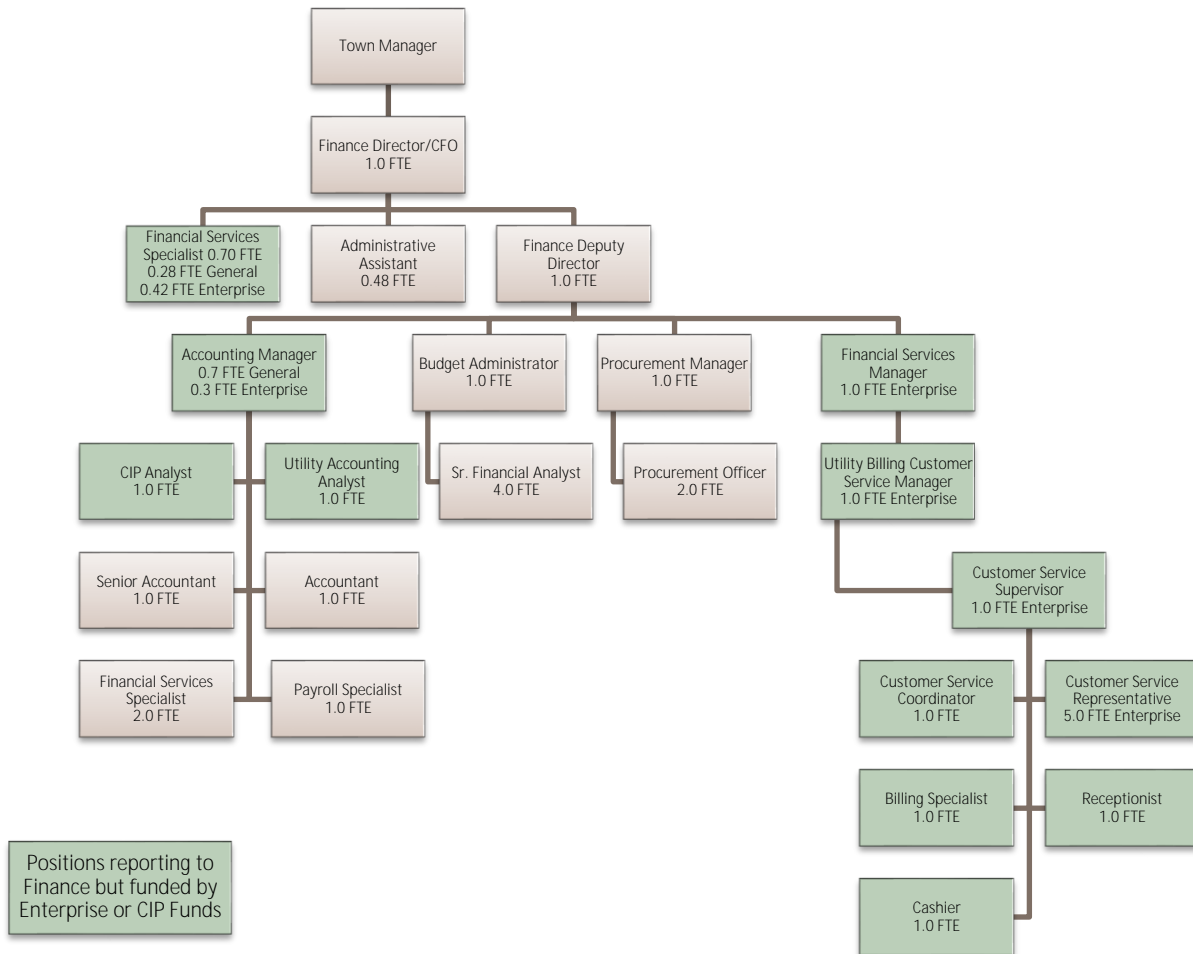 Town Manager
Finance Director/CFO
1.0 FTE
Financial Services
Specialist 0.70 FTE
0.28 FTE General
0.42 FTE Enterprise
Administrative
Assistant
0.48 FTE
Finance Deputy
Director
1.0 FTE
Accounting Manager
0.7 FTE General
0.3 FTE Enterprise
Budget Administrator
1.0 FTE
Procurement Manager
1.0 FTE
Financial Services
Manager
1.0 FTE Enterprise
CIP Analyst
1.0 FTE
Utility Accounting
Analyst
1.0 FTE
Sr. Financial Analyst
4.0 FTE
Procurement Officer
2.0 FTE
Utility Billing Customer
Service Manager
1.0 FTE Enterprise
Senior Accountant
1.0 FTE
Accountant
1.0 FTE
Customer Service
Supervisor
1.0 FTE Enterprise
Financial Services
Specialist
2.0 FTE
Payroll Specialist
1.0 FTE
Customer Service
Coordinator
1.0 FTE
Customer Service
Representative
5.0 FTE Enterprise
Billing Specialist
1.0 FTE
Receptionist
1.0 FTE
Cashier
1.0 FTE
Positions reporting to
Finance but funded by
Enterprise or CIP Funds